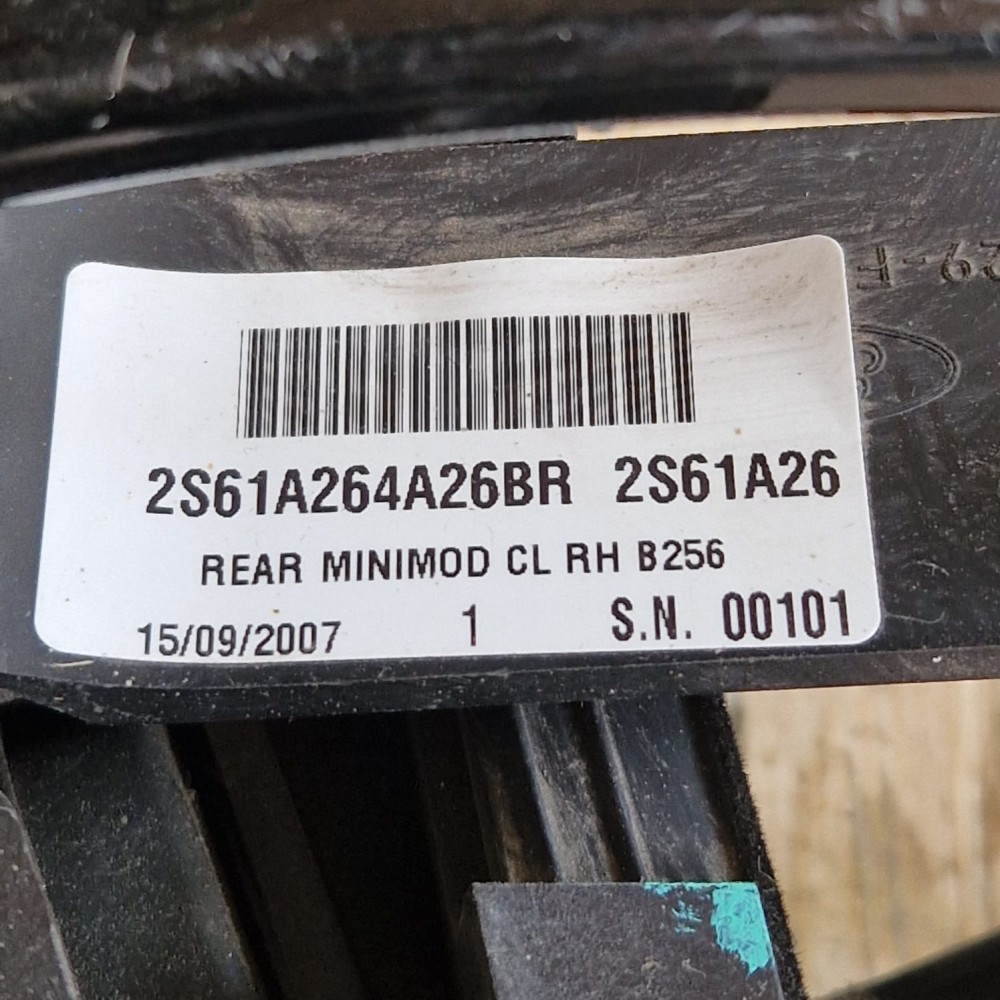 2S61A264A26BR 2S61A26
REAR MINIMOD CL RH B256
15/09/2007 1 S.N. 00101